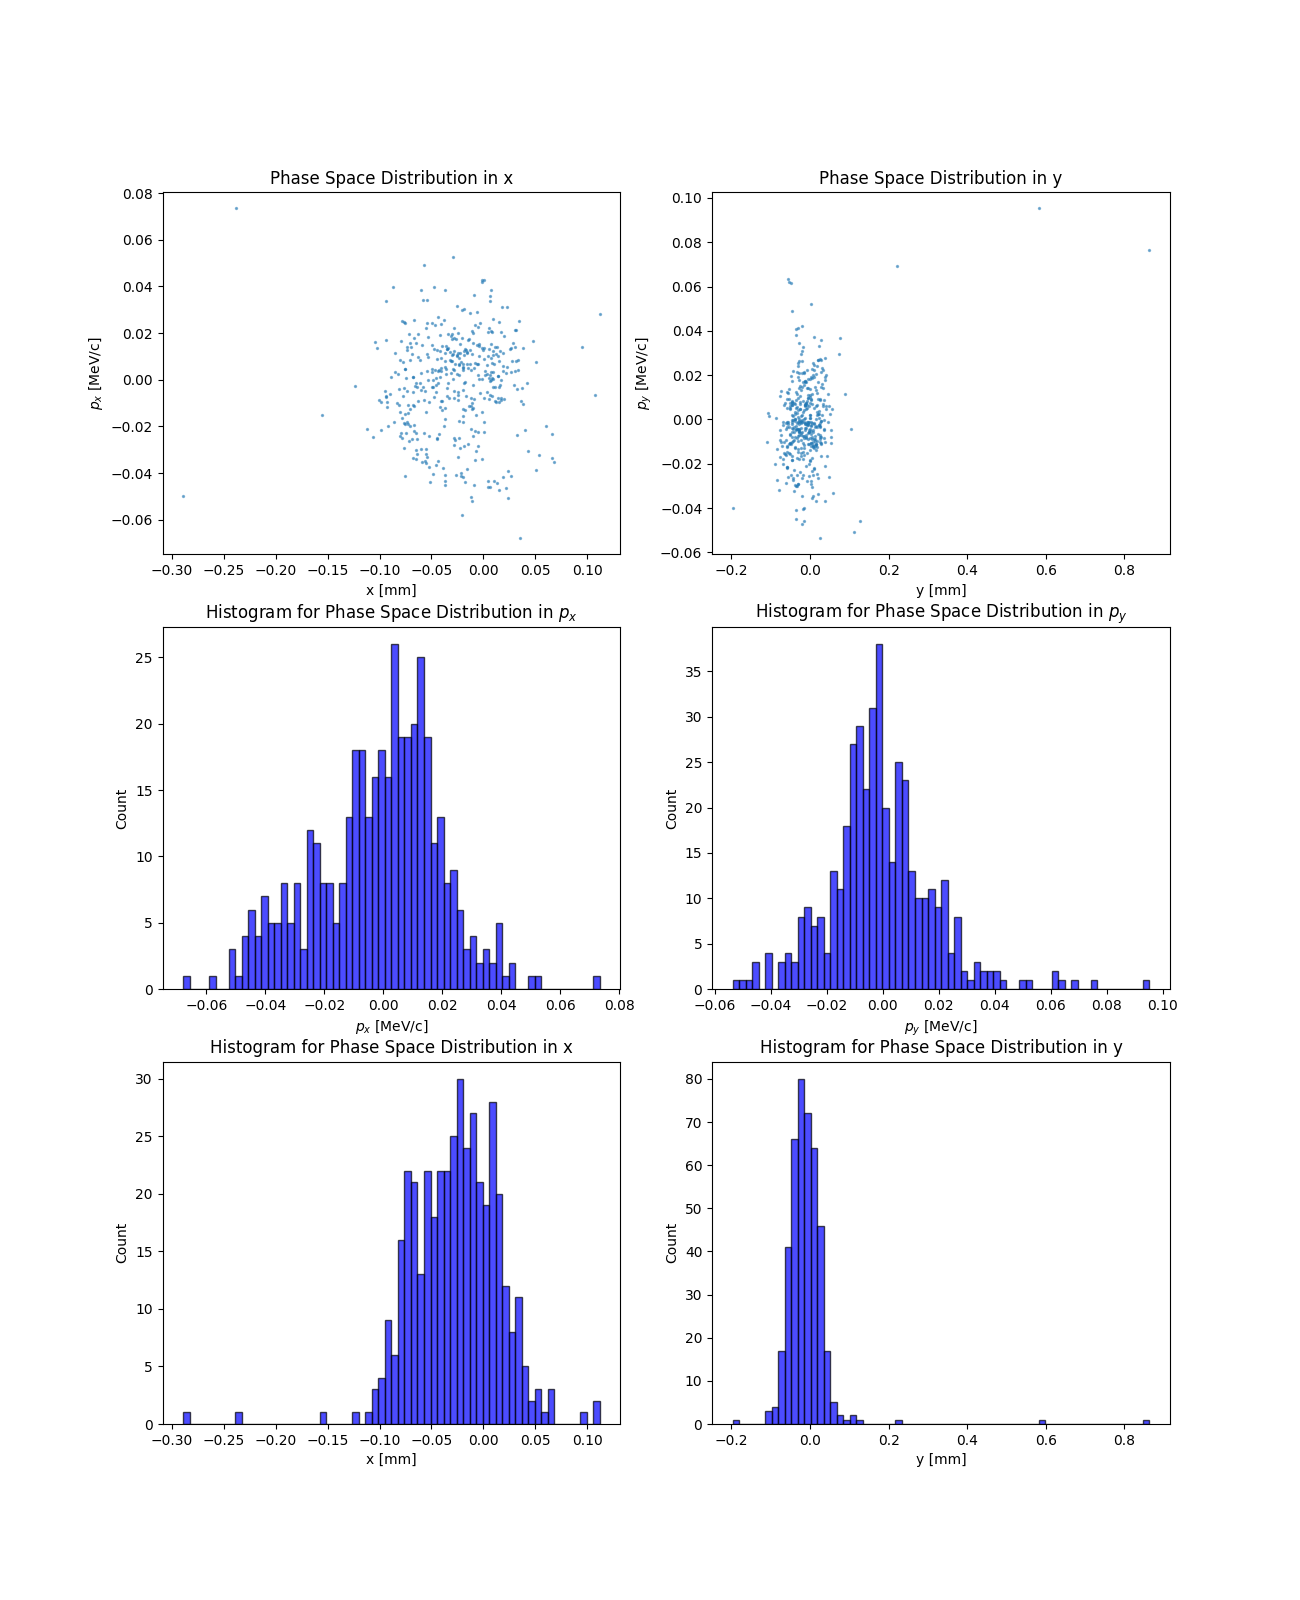 Phase Space Distribution in x
0.08
0.06
0.04
0.02
0.00
−0.02
−0.04
−0.06
p_x [MeV/c]
−0.30 −0.25 −0.20 −0.15 −0.10 −0.05 0.00 0.05 0.10
x [mm]
Phase Space Distribution in y
0.10
0.08
0.06
0.04
0.02
0.00
−0.02
−0.04
−0.06
p_y [MeV/c]
−0.2 0.0 0.2 0.4 0.6 0.8
y [mm]
Histogram for Phase Space Distribution in p_x
25
20
15
10
5
0
Count
−0.06 −0.04 −0.02 0.00 0.02 0.04 0.06 0.08
p_x [MeV/c]
Histogram for Phase Space Distribution in p_y
35
30
25
20
15
10
5
0
Count
−0.06 −0.04 −0.02 0.00 0.02 0.04 0.06 0.08 0.10
p_y [MeV/c]
Histogram for Phase Space Distribution in x
30
25
20
15
10
5
0
Count
−0.30 −0.25 −0.20 −0.15 −0.10 −0.05 0.00 0.05 0.10
x [mm]
Histogram for Phase Space Distribution in y
80
70
60
50
40
30
20
10
0
Count
−0.2 0.0 0.2 0.4 0.6 0.8
y [mm]